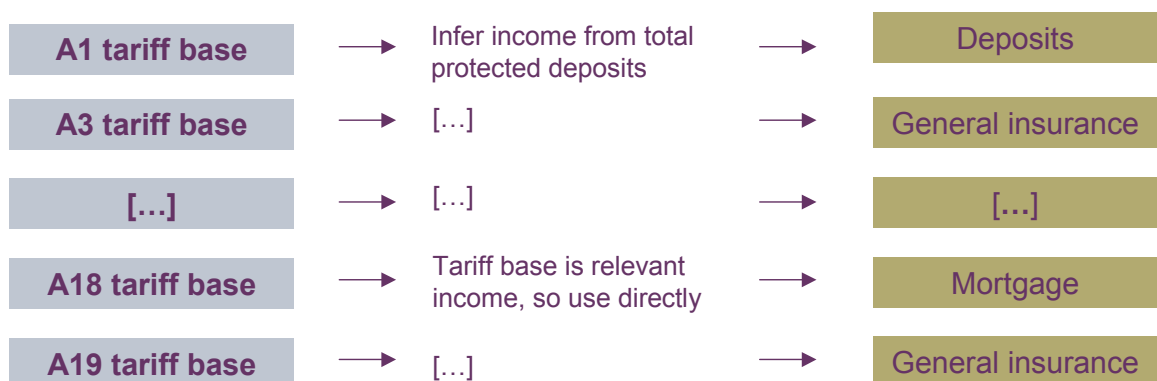 A1 tariff base
Infer income from total
protected deposits
Deposits
A3 tariff base
[…]
General insurance
[…]
[…]
[…]
A18 tariff base
Tariff base is relevant
income, so use directly
Mortgage
A19 tariff base
[…]
General insurance